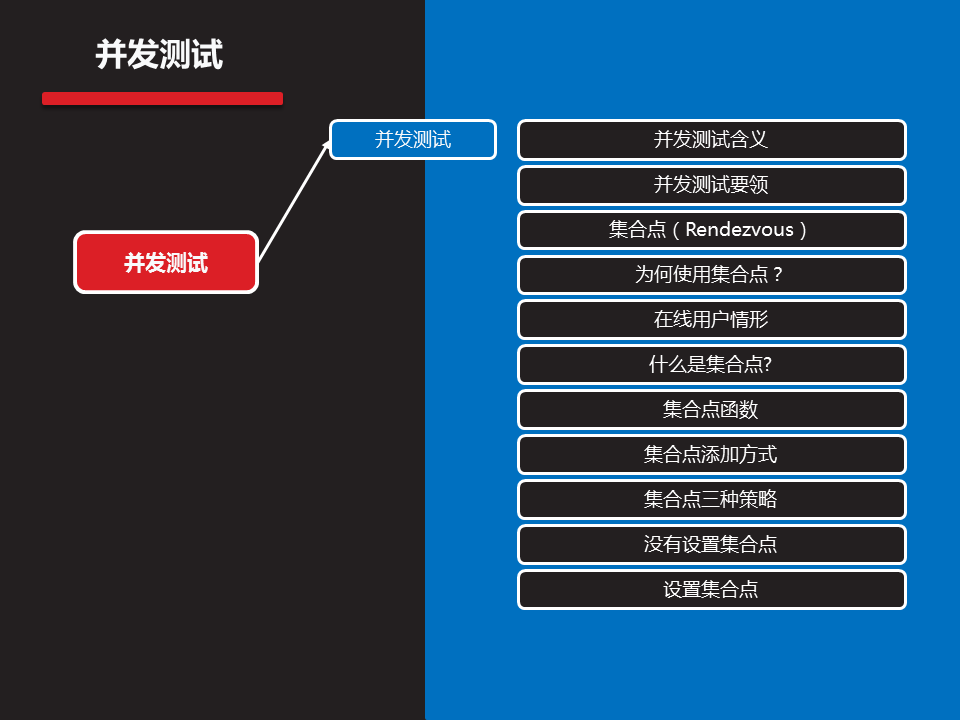 并发测试
并发测试
并发测试
并发测试含义
并发测试要领
集合点（Rendezvous）
为何使用集合点？
在线用户情形
什么是集合点?
集合点函数
集合点添加方式
集合点三种策略
没有设置集合点
设置集合点